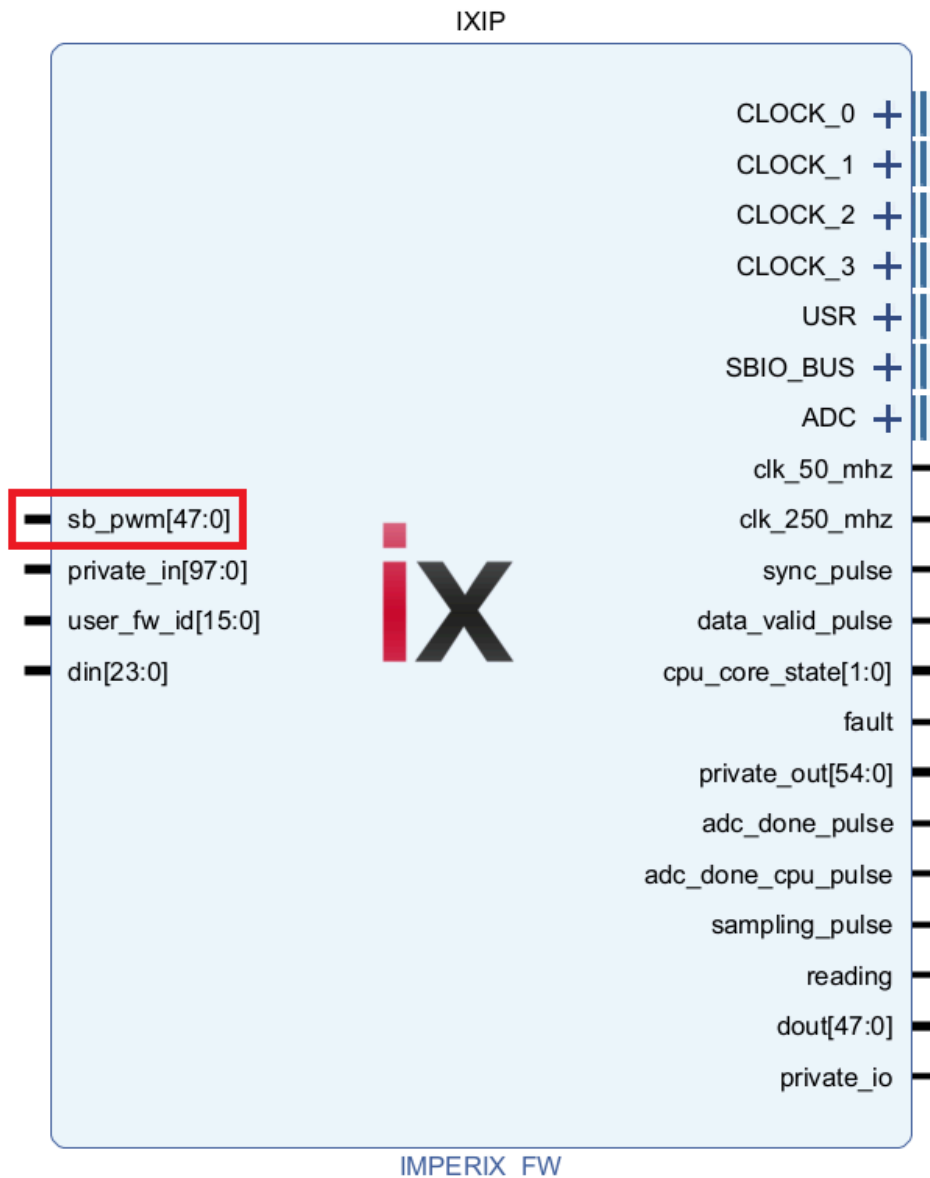 IXIP
CLOCK_0
CLOCK_1
CLOCK_2
CLOCK_3
USR
SBIO_BUS
ADC
clk_50_mhz
sb_pwm[47:0] clk_250_mhz
private_in[97:0] sync_pulse
user_fw_id[15:0] data_valid_pulse
din[23:0] cpu_core_state[1:0]
fault
private_out[54:0]
adc_done_pulse
adc_done_cpu_pulse
sampling_pulse
reading
dout[47:0]
private_io
ix
IMPERIX_FW